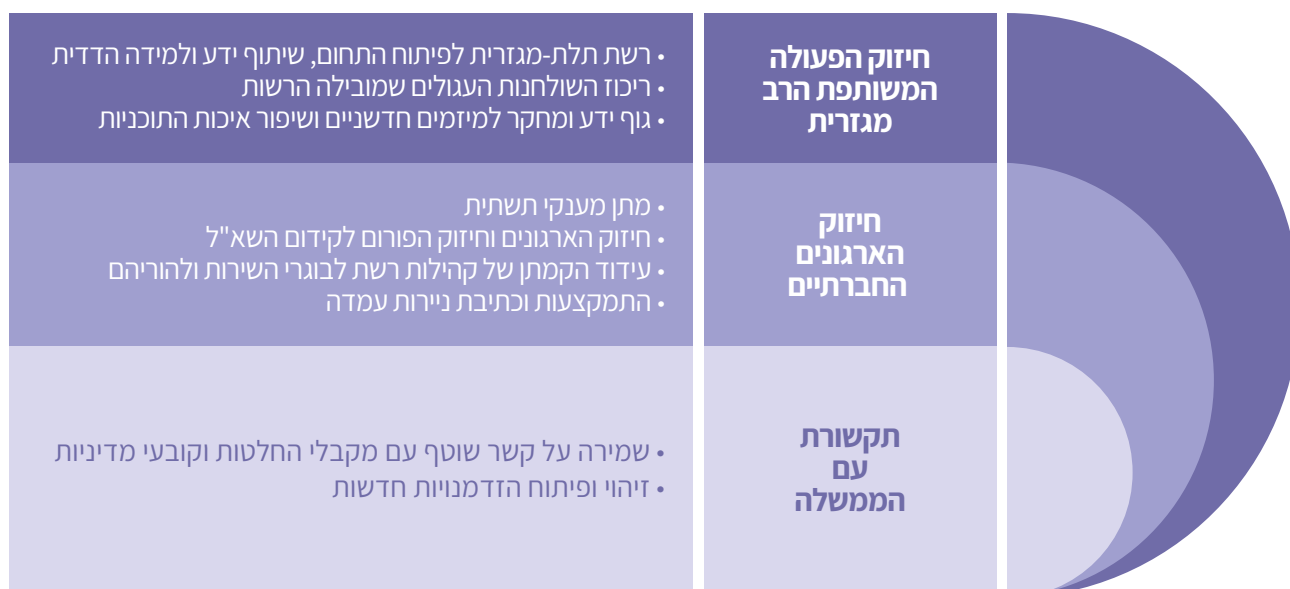 חיזוק הפעולה
המשותפת הרב
מגזרית
• רשת תלת-מגזרית לפיתוח התחום, שיתוף ידע ולמידה הדדית
• ריכוז השולחנות העגולים שמובילה הרשות
• גוף ידע ומחקר למיזמים חדשניים ושיפור איכות התוכניות
חיזוק
הארגונים
החברתיים
• מתן מענקי תשתית
• חיזוק הארגונים וחיזוק הפורום לקידום השא"ל
• עידוד הקמתן של קהילות רשת לבוגרי השירות ולהוריהם
• התמקצעות וכתיבת ניירות עמדה
תקשורת
עם
הממשלה
• שמירה על קשר שוטף עם מקבלי החלטות וקובעי מדיניות
• זיהוי ופיתוח הזדמנויות חדשות